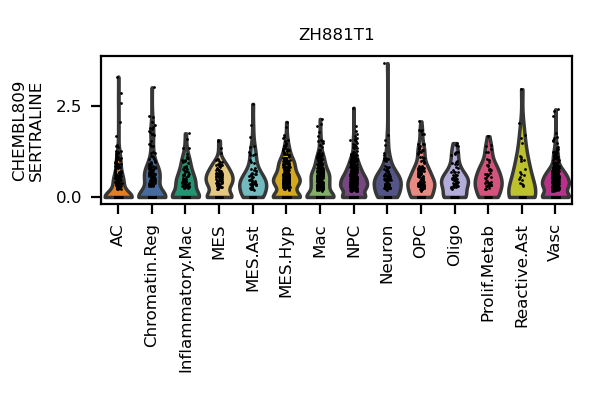 ZH881T1
CHEMBL809
SERTRALINE
2.5
0.0
AC
Chromatin.Reg
Inflammatory.Mac
MES
MES.Ast
MES.Hyp
Mac
NPC
Neuron
OPC
Oligo
Prolif.Metab
Reactive.Ast
Vasc